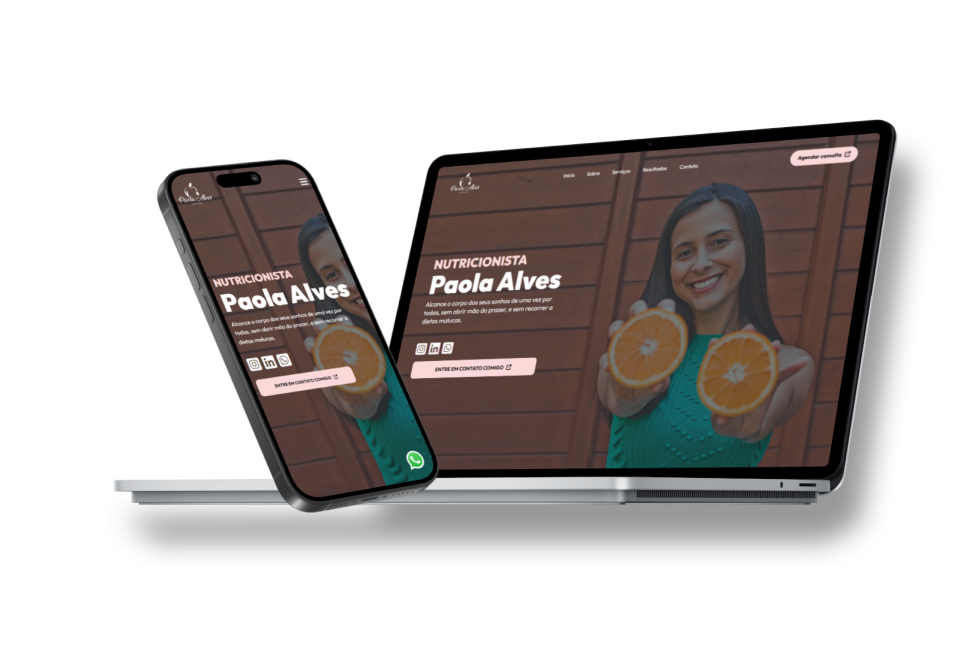 Paola Alves
NUTRICIONISTA
Paola Alves
Alcance o corpo dos seus sonhos de uma vez por
todas, sem abrir mão do prazer, e sem recorrer a
dietas malucas.
ENTRE EM CONTATO COMIGO
Paola Alves
Início Sobre Serviços Resultados Contato
Agendar consulta
NUTRICIONISTA
Paola Alves
Alcance o corpo dos seus sonhos de uma vez por
todas, sem abrir mão do prazer, e sem recorrer a
dietas malucas.
ENTRE EM CONTATO COMIGO